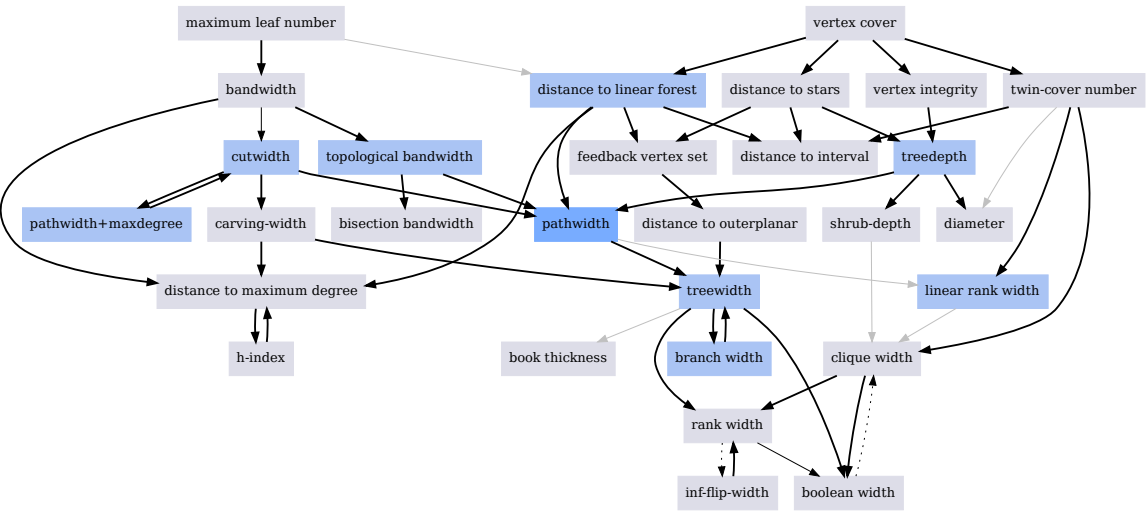 maximum leaf number
vertex cover
bandwidth
distance to linear forest
distance to stars
vertex integrity
twin-cover number
cutwidth
topological bandwidth
feedback vertex set
distance to interval
treedepth
pathwidth+maxdegree
carving-width
bisection bandwidth
pathwidth
distance to outerplanar
shrub-depth
diameter
distance to maximum degree
treewidth
linear rank width
h-index
book thickness
branch width
clique width
rank width
inf-flip-width
boolean width